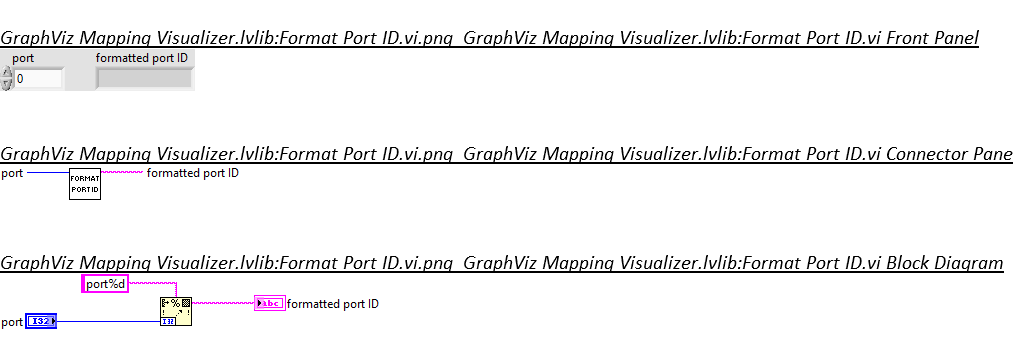 GraphViz Mapping Visualizer.lvlib:Format Port ID.vi.png GraphViz Mapping Visualizer.lvlib:Format Port ID.vi Front Panel
port formatted port ID
0
GraphViz Mapping Visualizer.lvlib:Format Port ID.vi.png GraphViz Mapping Visualizer.lvlib:Format Port ID.vi Connector Pane
port FORMAT PORT ID formatted port ID
GraphViz Mapping Visualizer.lvlib:Format Port ID.vi.png GraphViz Mapping Visualizer.lvlib:Format Port ID.vi Block Diagram
port%d
% abc formatted port ID
port I32 I32